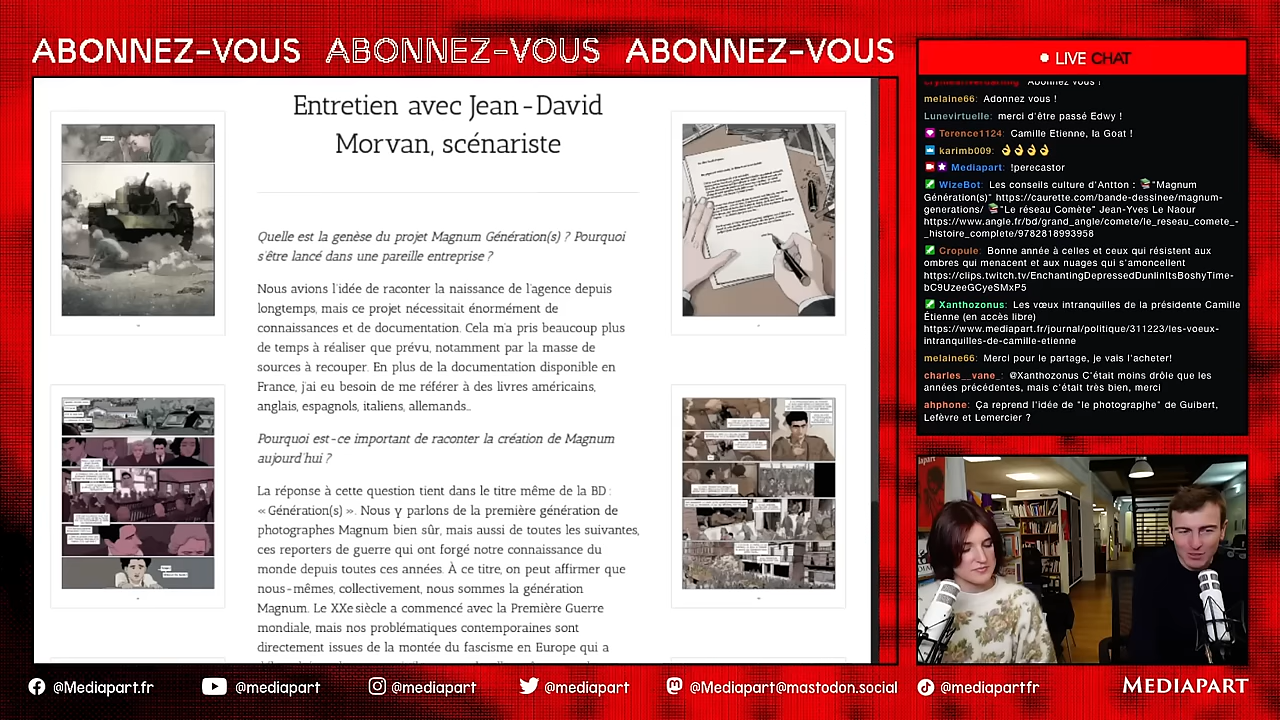 ABONNEZ-VOUS ABONNEZ-VOUS ABONNEZ-VOUS
Entretien avec Jean-David
Morvan, scénariste
Quelle est la genèse du projet Magnum Génération(s) ? Pourquoi
s'être lancé dans une pareille entreprise ?
Nous avions l'idée de raconter la naissance de l'agence depuis
longtemps, mais ce projet nécessitait énormément de
connaissances et de documentation. Cela m'a pris beaucoup plus
de temps à réaliser que prévu, notamment par la masse de
sources à recouper. En plus de la documentation disponible en
France, j'ai eu besoin de me référer à des livres américains,
anglais, espagnols, italiens, allemands...
Pourquoi est-ce important de raconter la création de Magnum
aujourd'hui ?
La réponse à cette question tient dans le titre même de la BD :
« Génération(s) ». Nous y parlons de la première génération de
photographes Magnum bien sûr, mais aussi de toutes les suivantes,
ces reporters de guerre qui ont forgé notre connaissance du
monde depuis toutes ces années. À ce titre, on peut affirmer que
nous-mêmes, collectivement, nous sommes la génération
Magnum. Le XXe siècle a commencé avec la Première Guerre
mondiale, mais nos problématiques contemporaines sont
directement issues de la montée du fascisme en Europe qui a
LIVE CHAT
Abonnez vous !
melaine66: Adonnez vous !
Lunevirtuelle: merci d'être passé Edwy !
Terence1124: Camille Etienne, la Goat !
karimb009: 👌👌👌👌
Mediapart: !perecastor
WizeBot: Les conseils culture d'Antton : "Magnum
Génération(s)" https://caurette.com/bande-dessinee/magnum-
generations/ "Le réseau Comète" Jean-Yves Le Naour
https://www.angle.fr/bd/grand_angle/comete/le_reseau_comete_-
_histoire_complete/9782818993958
Cropule: Bonne année à celles et ceux qui résistent aux
ombres qui menacent et aux nuages qui s'amoncellent
https://clips.twitch.tv/EnchantingDepressedDunlinItsBoshyTime-
bC9UzeeGCyeSMxP5
Xanthozonus: Les vœux intranquilles de la présidente Camille
Étienne (en accès libre)
https://www.mediapart.fr/journal/politique/311223/les-voeux-
intranquilles-de-camille-etienne
melaine66: Merci pour le partage, je vais l'acheter!
charles__vane_: @Xanthozonus C'était moins drôle que les
années précédentes, mais c'était très bien, merci
ahphone: Ça reprend l'idée de "le photograpjhe" de Guibert,
Lefèvre et Lemercier ?
@Mediapart.fr @mediapart @mediapart @mediapart @Mediapart@mastodon.social @mediapartfr MEDIAPART